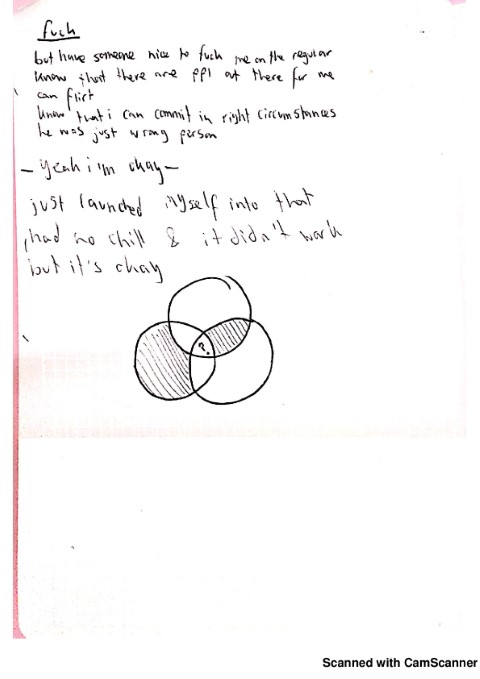 fuck
but have someone nice to fuck me on the regular
know that there are ppl out there for me
can flirt
know that i can commit in right circumstances
he was just wrong person
- yeah i'm okay -
just launched myself into that
, had no chill & it didn't work
but it's okay
?
Scanned with CamScanner